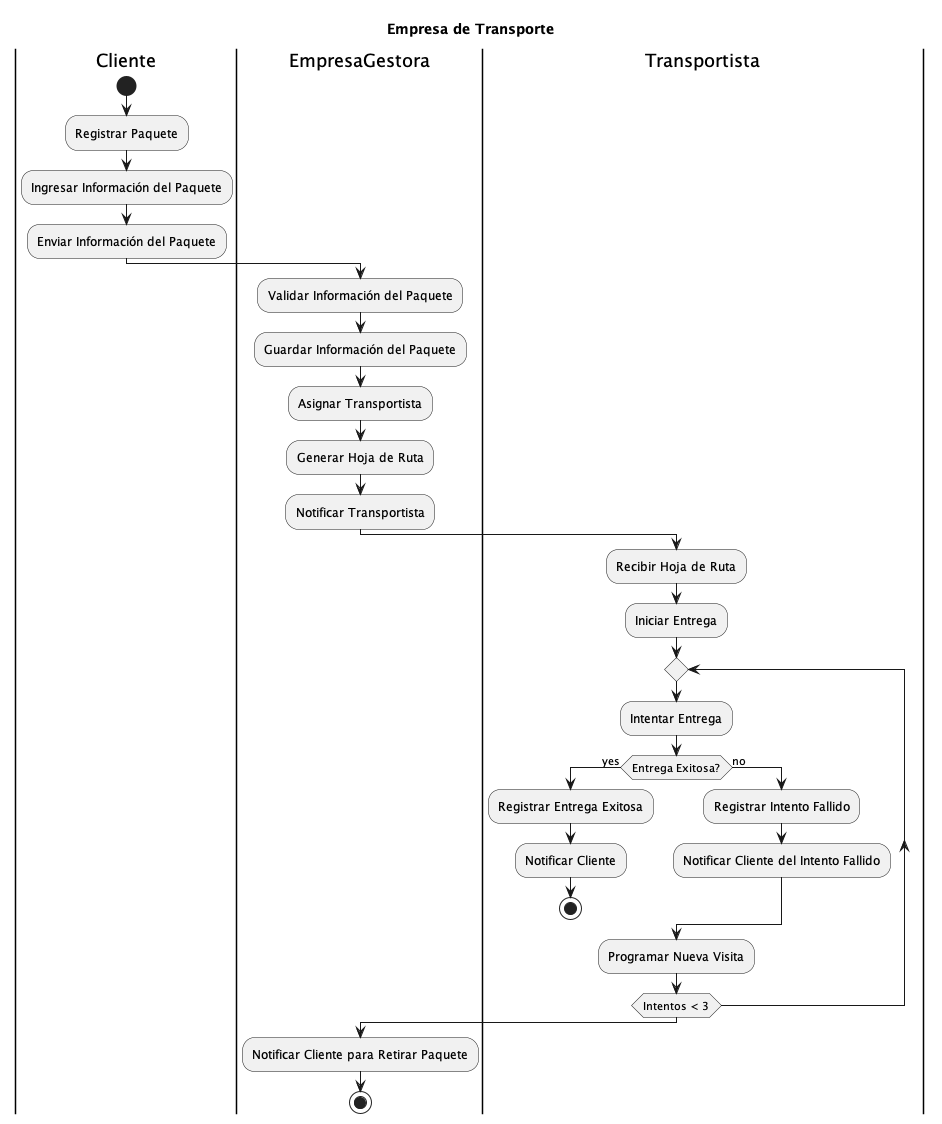 Empresa de Transporte
Cliente
EmpresaGestora
Transportista
Registrar Paquete
Ingresar Información del Paquete
Enviar Información del Paquete
Validar Información del Paquete
Guardar Información del Paquete
Asignar Transportista
Generar Hoja de Ruta
Notificar Transportista
Recibir Hoja de Ruta
Iniciar Entrega
Intentar Entrega
yes
Entrega Exitosa?
no
Registrar Entrega Exitosa
Registrar Intento Fallido
Notificar Cliente
Notificar Cliente del Intento Fallido
Programar Nueva Visita
Intentos < 3
Notificar Cliente para Retirar Paquete